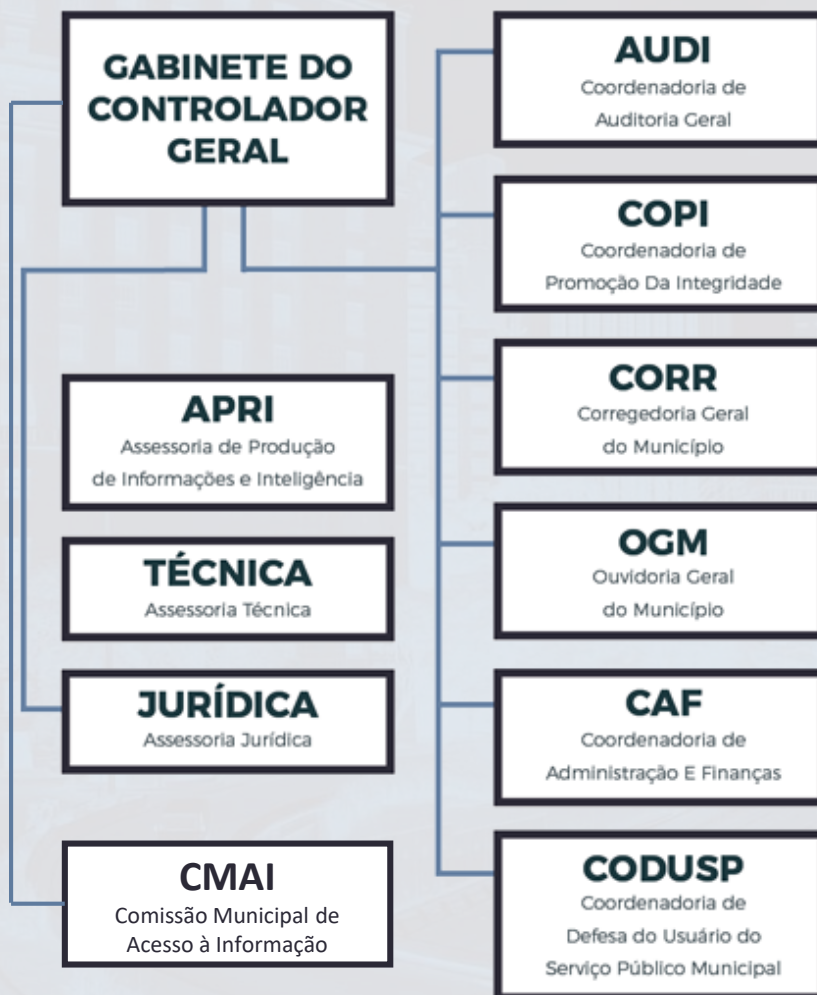 GABINETE DO
CONTROLADOR
GERAL
APRI
Assessoria de Produção
de Informações e Inteligência
TÉCNICA
Assessoria Técnica
JURÍDICA
Assessoria Jurídica
CMAI
Comissão Municipal de
Acesso à Informação
AUDI
Coordenadoria de
Auditoria Geral
COPI
Coordenadoria de
Promoção Da Integridade
CORR
Corregedoria Geral
do Município
OGM
Ouvidoria Geral
do Município
CAF
Coordenadoria de
Administração E Finanças
CODUSP
Coordenadoria de
Defesa do Usuário do
Serviço Público Municipal